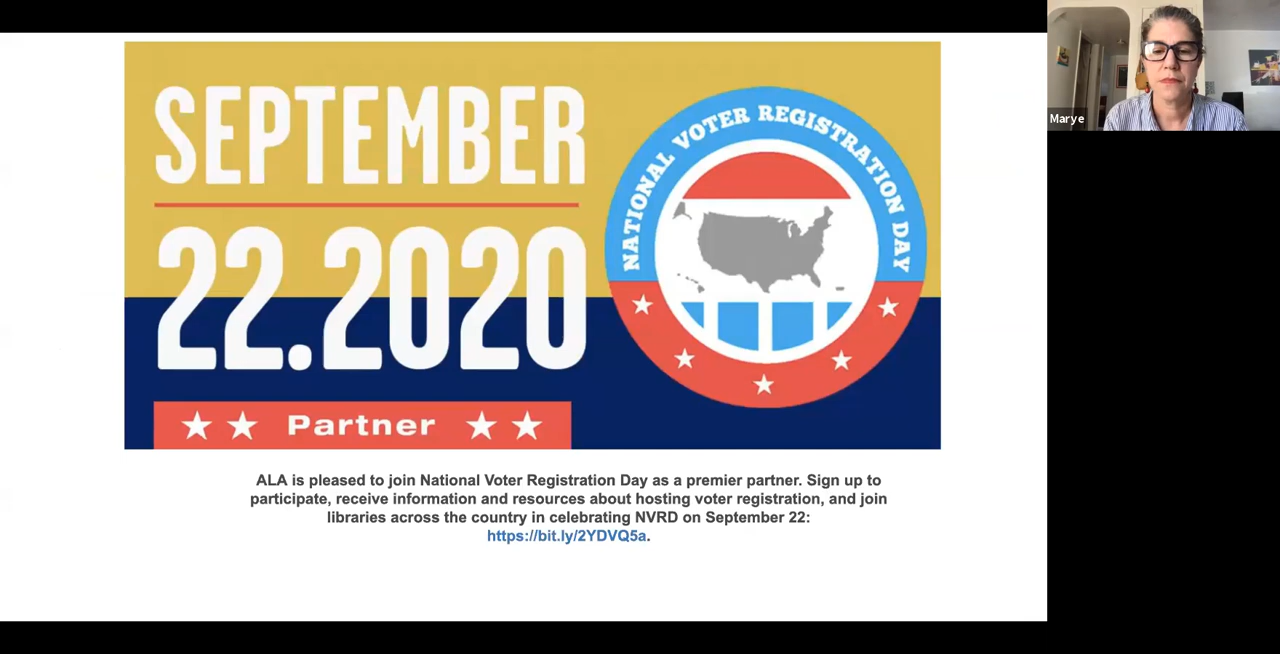 SEPTEMBER
22.2020
Partner
NATIONAL VOTER REGISTRATION DAY
ALA is pleased to join National Voter Registration Day as a premier partner. Sign up to
participate, receive information and resources about hosting voter registration, and join
libraries across the country in celebrating NVRD on September 22:
https://bit.ly/2YDVQ5a.
Marye